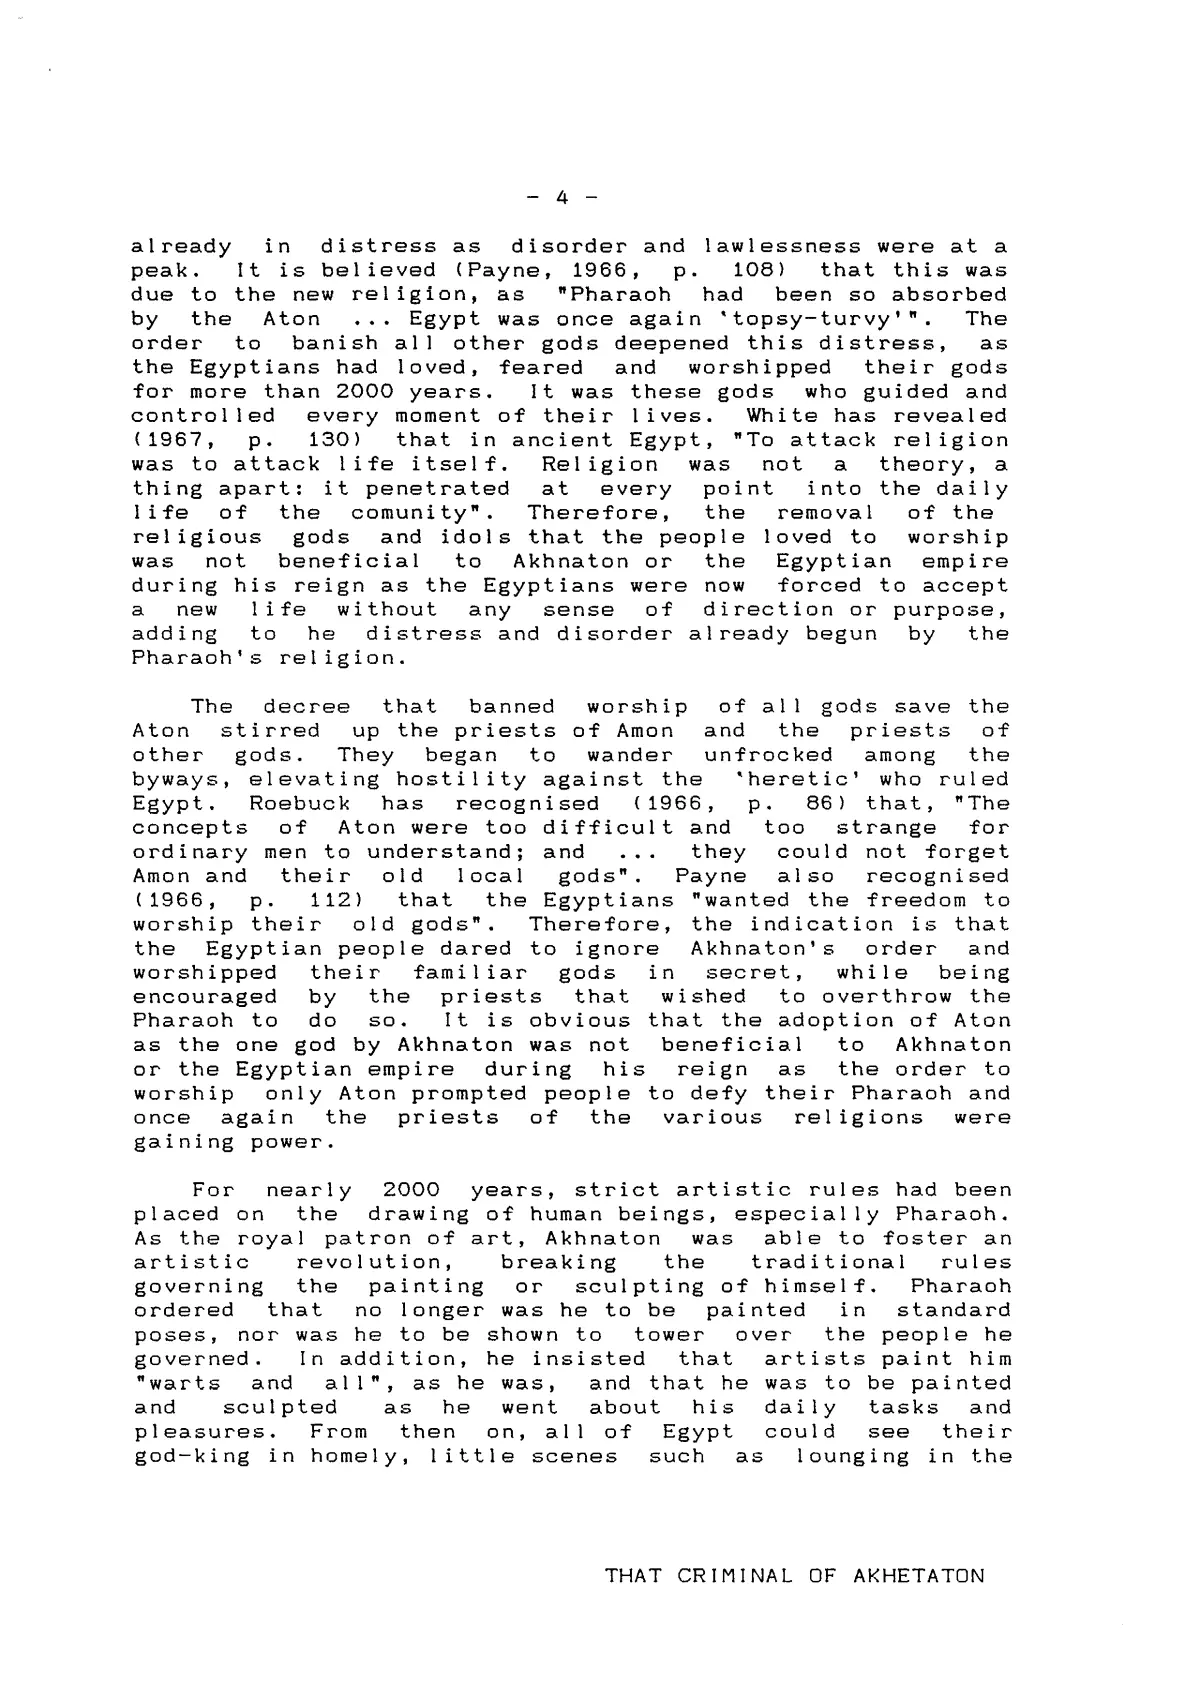 - 4 -
already in distress as disorder and lawlessness were at a
peak. It is believed (Payne, 1966, p. 108) that this was
due to the new religion, as "Pharaoh had been so absorbed
by the Aton ... Egypt was once again 'topsy-turvy'". The
order to banish all other gods deepened this distress, as
the Egyptians had loved, feared and worshipped their gods
for more than 2000 years. It was these gods who guided and
controlled every moment of their lives. White has revealed
(1967, p. 130) that in ancient Egypt, "To attack religion
was to attack life itself. Religion was not a theory, a
thing apart: it penetrated at every point into the daily
life of the comunity". Therefore, the removal of the
religious gods and idols that the people loved to worship
was not beneficial to Akhnaton or the Egyptian empire
during his reign as the Egyptians were now forced to accept
a new life without any sense of direction or purpose,
adding to he distress and disorder already begun by the
Pharaoh's religion.
The decree that banned worship of all gods save the
Aton stirred up the priests of Amon and the priests of
other gods. They began to wander unfrocked among the
byways, elevating hostility against the 'heretic' who ruled
Egypt. Roebuck has recognised (1966, p. 86) that, "The
concepts of Aton were too difficult and too strange for
ordinary men to understand; and ... they could not forget
Amon and their old local gods". Payne also recognised
(1966, p. 112) that the Egyptians "wanted the freedom to
worship their old gods". Therefore, the indication is that
the Egyptian people dared to ignore Akhnaton's order and
worshipped their familiar gods in secret, while being
encouraged by the priests that wished to overthrow the
Pharaoh to do so. It is obvious that the adoption of Aton
as the one god by Akhnaton was not beneficial to Akhnaton
or the Egyptian empire during his reign as the order to
worship only Aton prompted people to defy their Pharaoh and
once again the priests of the various religions were
gaining power.
For nearly 2000 years, strict artistic rules had been
placed on the drawing of human beings, especially Pharaoh.
As the royal patron of art, Akhnaton was able to foster an
artistic revolution, breaking the traditional rules
governing the painting or sculpting of himself. Pharaoh
ordered that no longer was he to be painted in standard
poses, nor was he to be shown to tower over the people he
governed. In addition, he insisted that artists paint him
"warts and all", as he was, and that he was to be painted
and sculpted as he went about his daily tasks and
pleasures. From then on, all of Egypt could see their
god-king in homely, little scenes such as lounging in the
THAT CRIMINAL OF AKHETATON